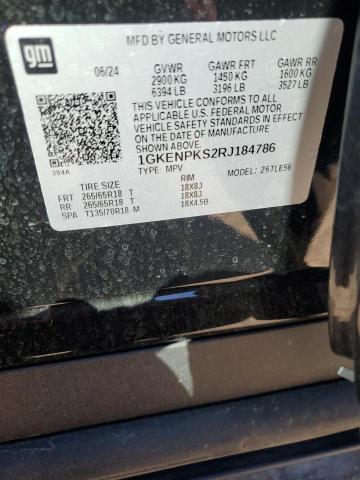 gm
MFD BY GENERAL MOTORS LLC
06/24 GVWR GAWR FRT GAWR RR
2900 KG 1450 KG 1600 KG
6394 LB 3196 LB 3527 LB
THIS VEHICLE CONFORMS TO ALL
APPLICABLE U.S. FEDERAL MOTOR
VEHICLE SAFETY STANDARDS IN
EFFECT ON THE
DATE OF MANUFACTURE
SHOWN ABOVE.
1GKENPKS2RJ184786
TYPE: MPV MODEL: 26TLE56
384A
TIRE SIZE RIM
FRT 265/65R18 T 18X8J
RR 265/65R18 T 18X8J
SPA T135/70R18 M 18X4.5B